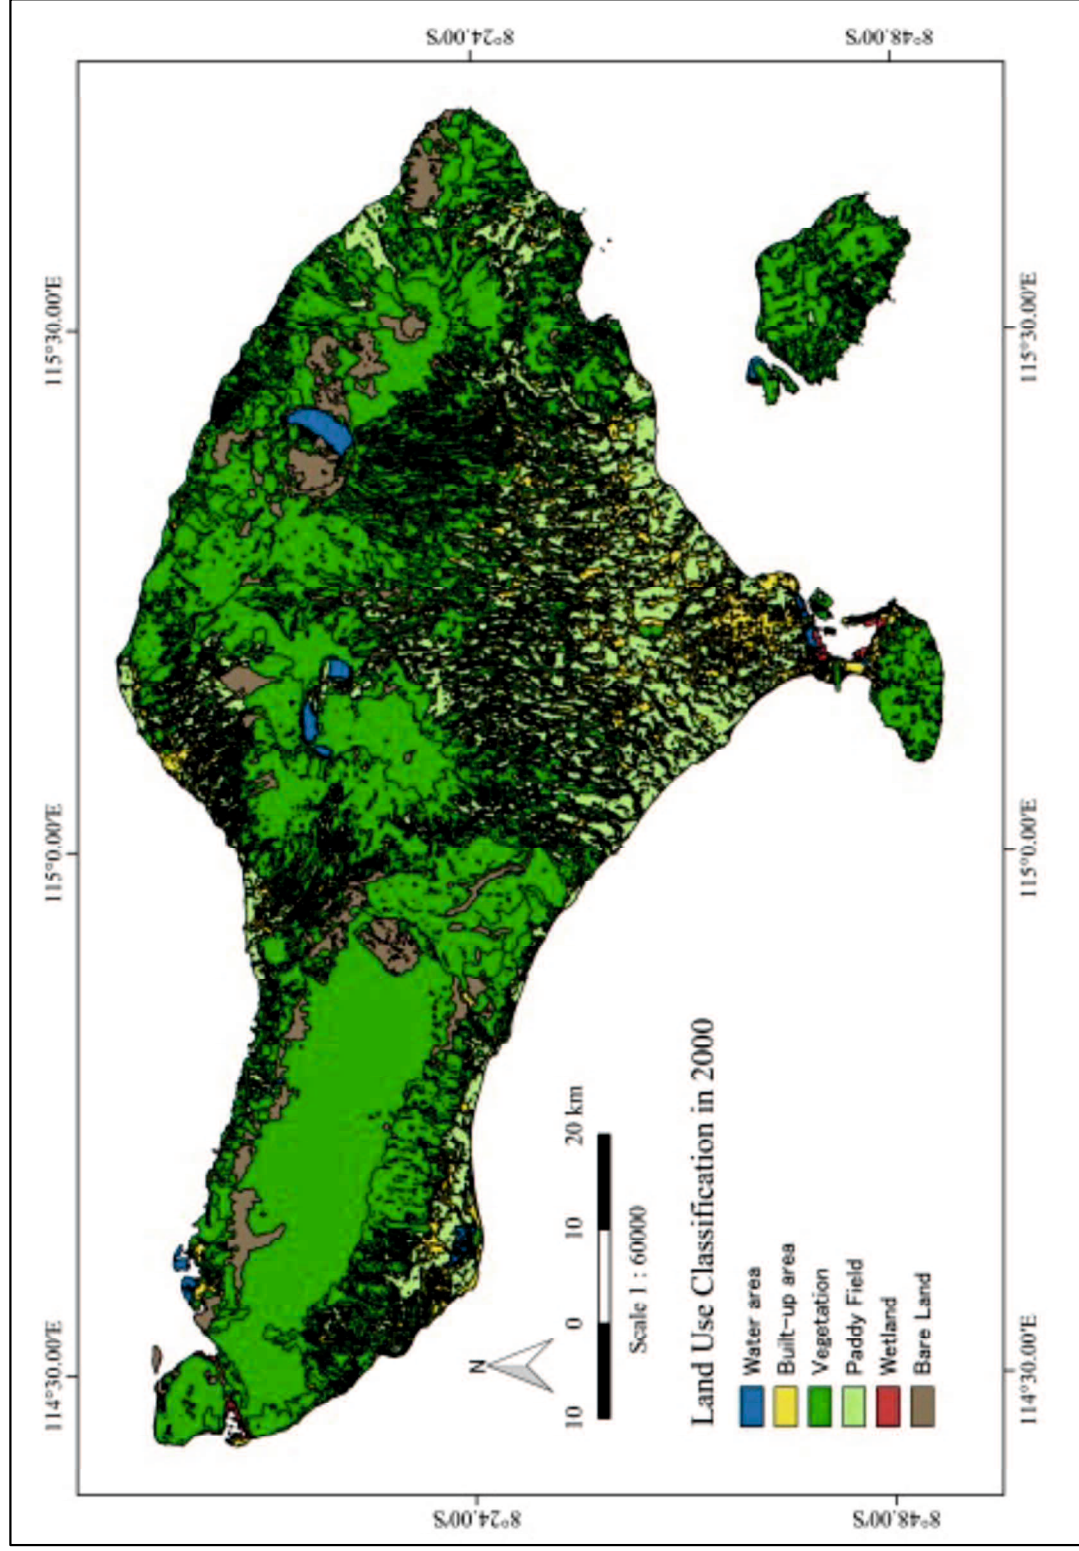 114°30.00'E
115°0.00'E
115°30.00'E
8°24.00'S
8°24.00'S
8°48.00'S
8°48.00'S
N
10 0 10 20 km
Scale 1 : 60000
Land Use Classification in 2000
Water area
Built-up area
Vegetation
Paddy Field
Wetland
Bare Land
114°30.00'E
115°0.00'E
115°30.00'E